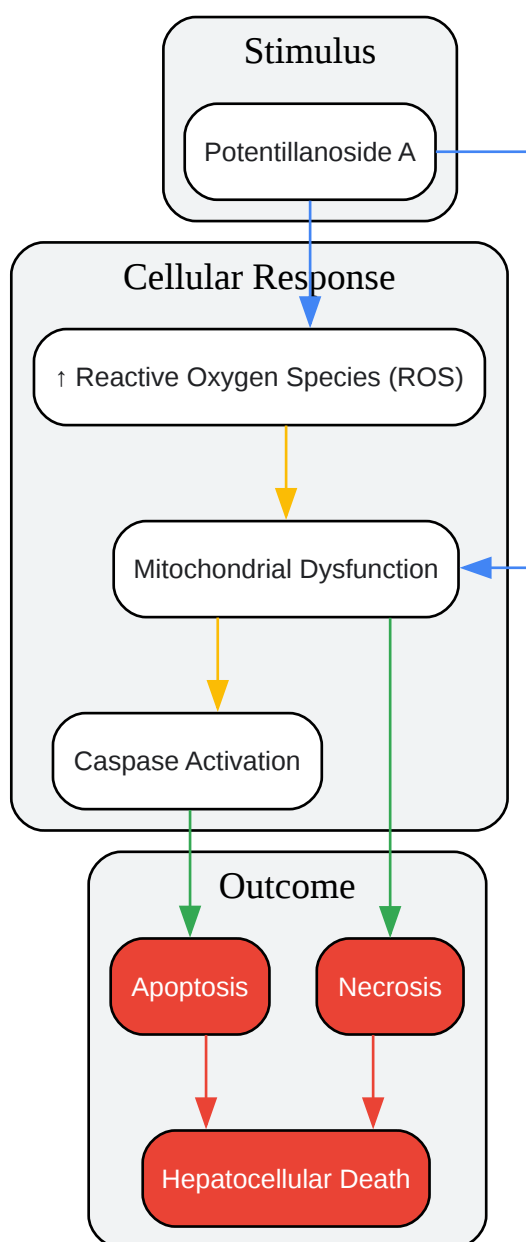 Stimulus
Potentillanoside A
Cellular Response
↑ Reactive Oxygen Species (ROS)
Mitochondrial Dysfunction
Caspase Activation
Outcome
Apoptosis
Necrosis
Hepatocellular Death